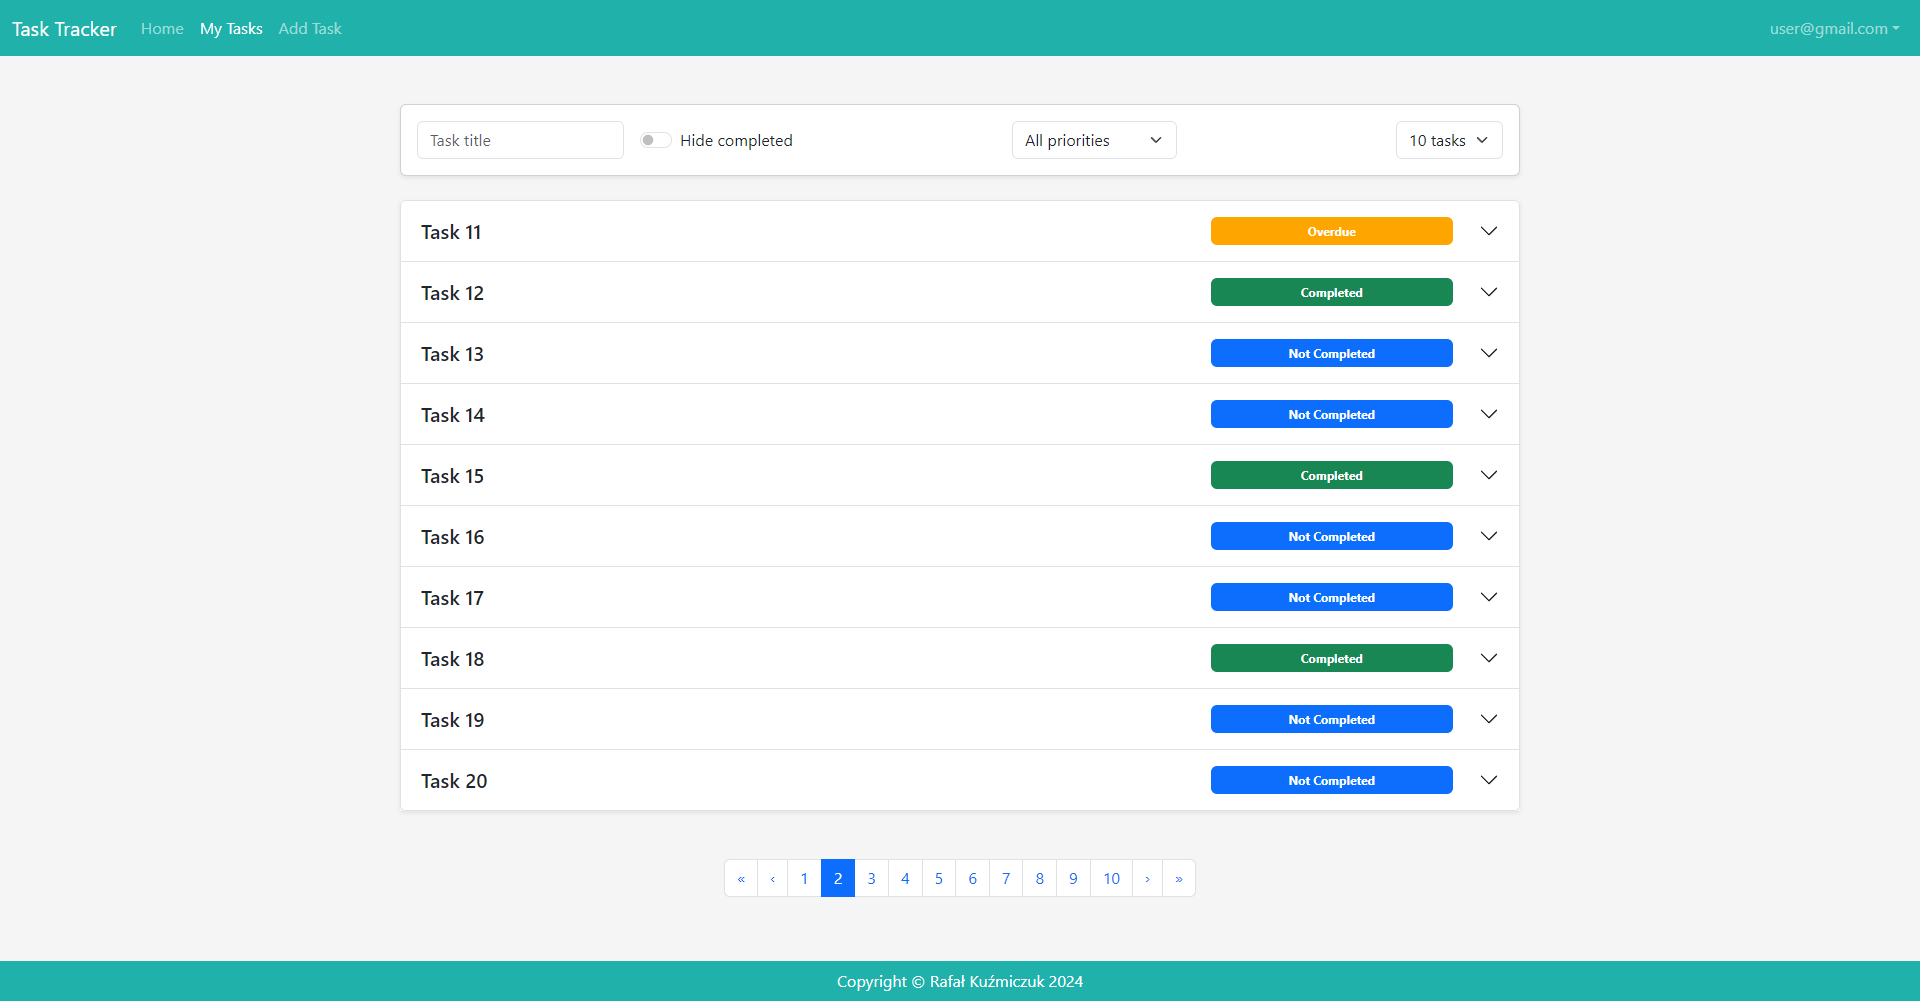 Task Tracker Home My Tasks Add Task user@gmail.com
Task title Hide completed All priorities 10 tasks
Task 11 Overdue
Task 12 Completed
Task 13 Not Completed
Task 14 Not Completed
Task 15 Completed
Task 16 Not Completed
Task 17 Not Completed
Task 18 Completed
Task 19 Not Completed
Task 20 Not Completed
« ‹ 1 2 3 4 5 6 7 8 9 10 › »
Copyright © Rafał Kuźmiczuk 2024